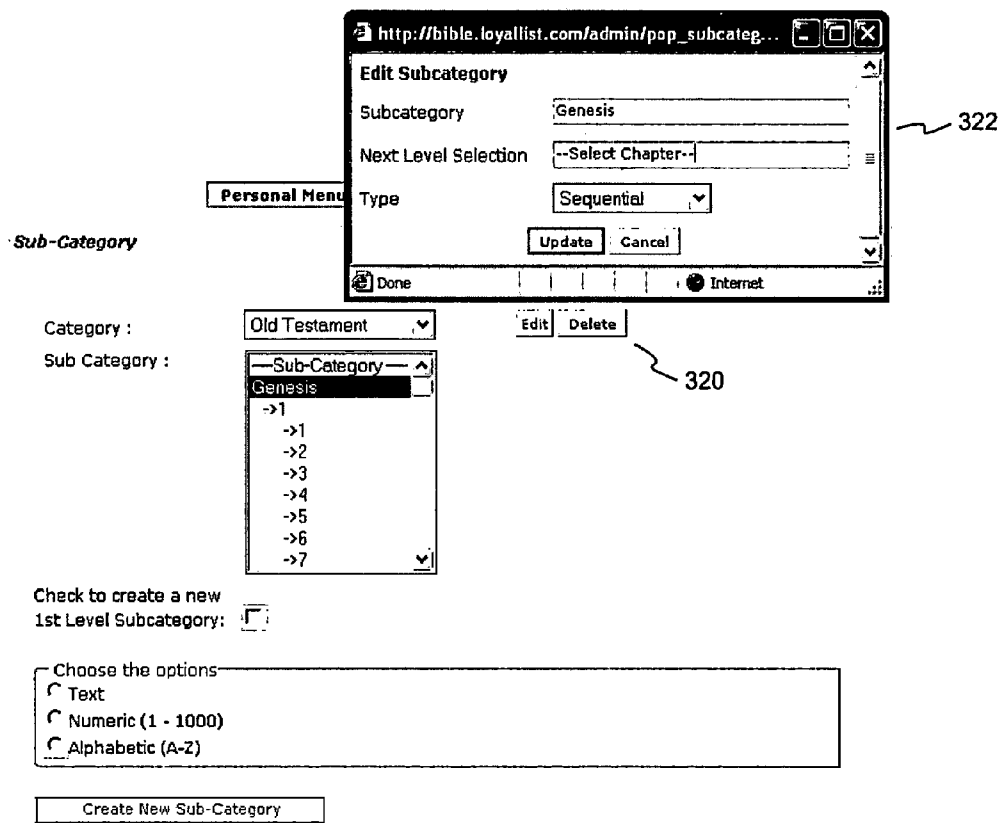 http://bible.loyallist.com/admin/pop_subcateg...
Edit Subcategory
Subcategory Genesis
322
Next Level Selection --Select Chapter--
Personal Menu
Type Sequential
Update Cancel
Sub-Category
Done Internet
Category : Old Testament Edit Delete
Sub Category : —Sub-Category—
320
Genesis
->1
->1
->2
->3
->4
->5
->6
->7
Check to create a new
1st Level Subcategory:
Choose the options
Text
Numeric (1 - 1000)
Alphabetic (A-Z)
Create New Sub-Category